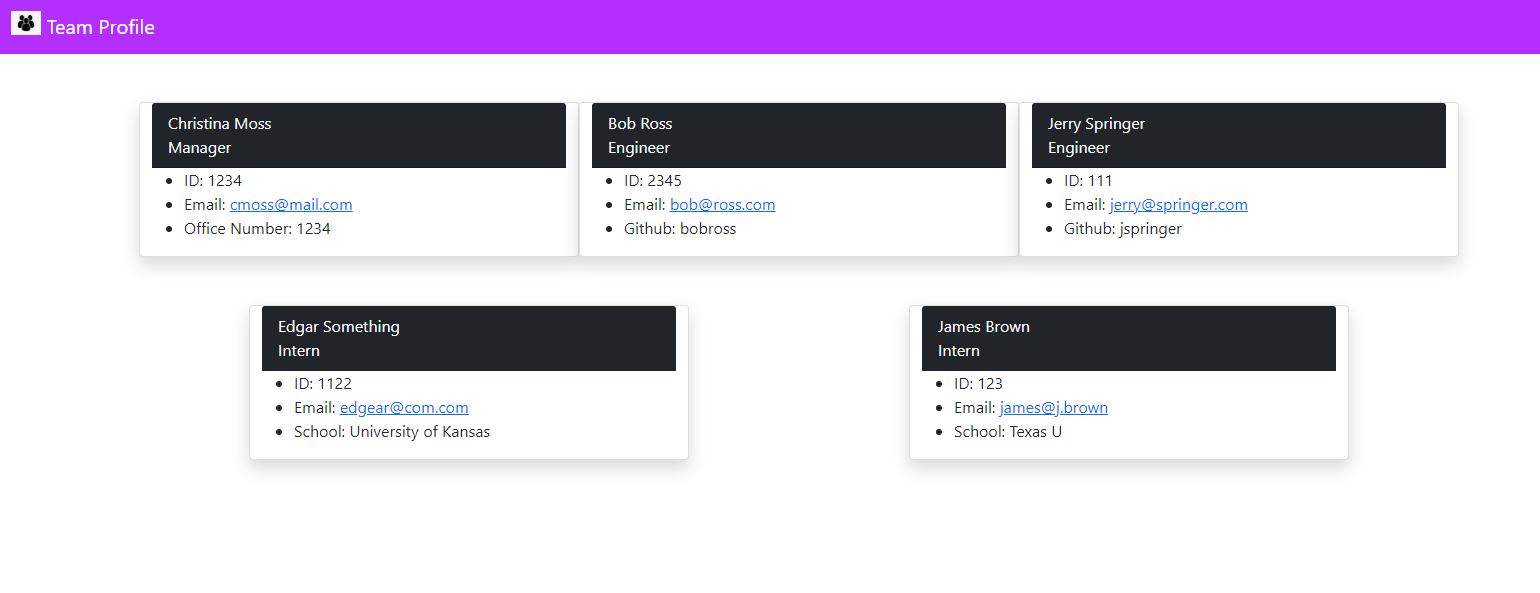 Team Profile
Christina Moss
Manager
ID: 1234
Email: cmoss@mail.com
Office Number: 1234
Bob Ross
Engineer
ID: 2345
Email: bob@ross.com
Github: bobross
Jerry Springer
Engineer
ID: 111
Email: jerry@springer.com
Github: jspringer
Edgar Something
Intern
ID: 1122
Email: edgear@com.com
School: University of Kansas
James Brown
Intern
ID: 123
Email: james@j.brown
School: Texas U